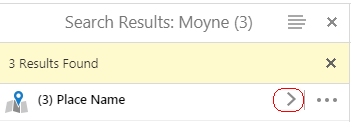 Search Results: Moyne (3)
3 Results Found
(3) Place Name